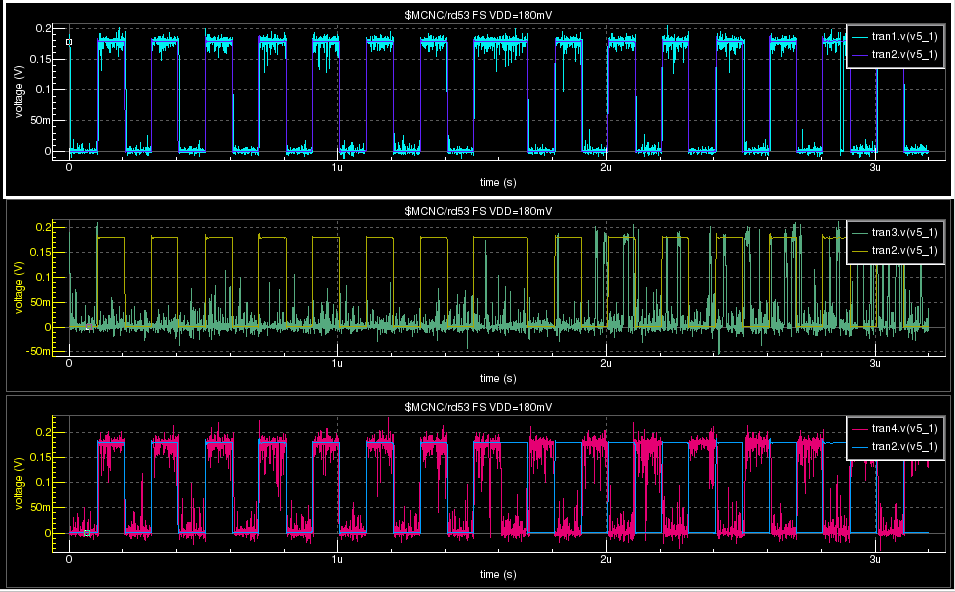 $MCNC/rd53 FS VDD=180mV
tran1.v(v5_1)
tran2.v(v5_1)
voltage (V)
0.2
0.15
0.1
50m
0
0
1u
2u
3u
time (s)
$MCNC/rd53 FS VDD=180mV
tran3.v(v5_1)
tran2.v(v5_1)
voltage (V)
0.2
0.15
0.1
50m
0
-50m
0
1u
2u
3u
time (s)
$MCNC/rd53 FS VDD=180mV
tran4.v(v5_1)
tran2.v(v5_1)
voltage (V)
0.2
0.15
0.1
50m
0
0
1u
2u
3u
time (s)